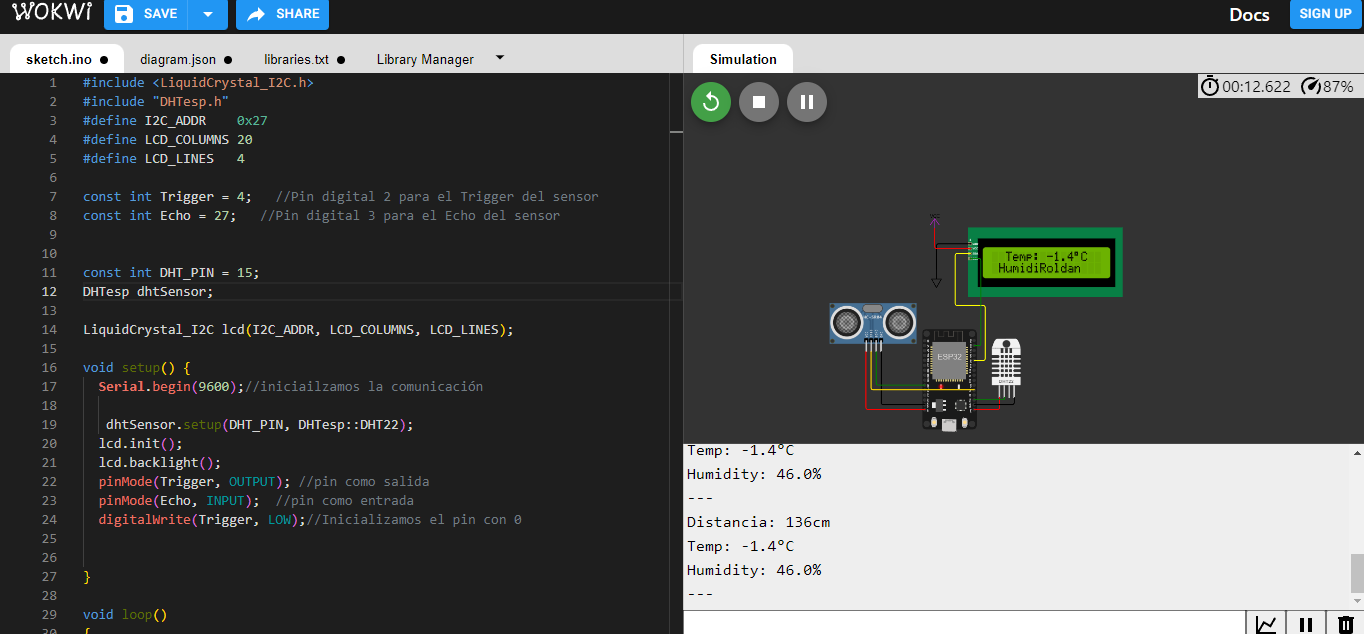 WOKWI
SAVE
SHARE
Docs
SIGN UP
sketch.ino
diagram.json
libraries.txt
Library Manager
Simulation
1 #include <LiquidCrystal_I2C.h>
2 #include "DHTesp.h"
3 #define I2C_ADDR    0x27
4 #define LCD_COLUMNS 20
5 #define LCD_LINES   4
6
7 const int Trigger = 4;   //Pin digital 2 para el Trigger del sensor
8 const int Echo = 27;   //Pin digital 3 para el Echo del sensor
9
10
11 const int DHT_PIN = 15;
12 DHTesp dhtSensor;
13
14 LiquidCrystal_I2C lcd(I2C_ADDR, LCD_COLUMNS, LCD_LINES);
15
16 void setup() {
17   Serial.begin(9600);//iniciailzamos la comunicación
18
19    dhtSensor.setup(DHT_PIN, DHTesp::DHT22);
20   lcd.init();
21   lcd.backlight();
22   pinMode(Trigger, OUTPUT); //pin como salida
23   pinMode(Echo, INPUT);  //pin como entrada
24   digitalWrite(Trigger, LOW);//Inicializamos el pin con 0
25
26
27 }
28
29 void loop()
30 {
00:12.622
87%
Temp: -1.4°C
HumidiRoldan
HC-SR04
ESP32
DHT22
Temp: -1.4°C
Humidity: 46.0%
---
Distancia: 136cm
Temp: -1.4°C
Humidity: 46.0%
---